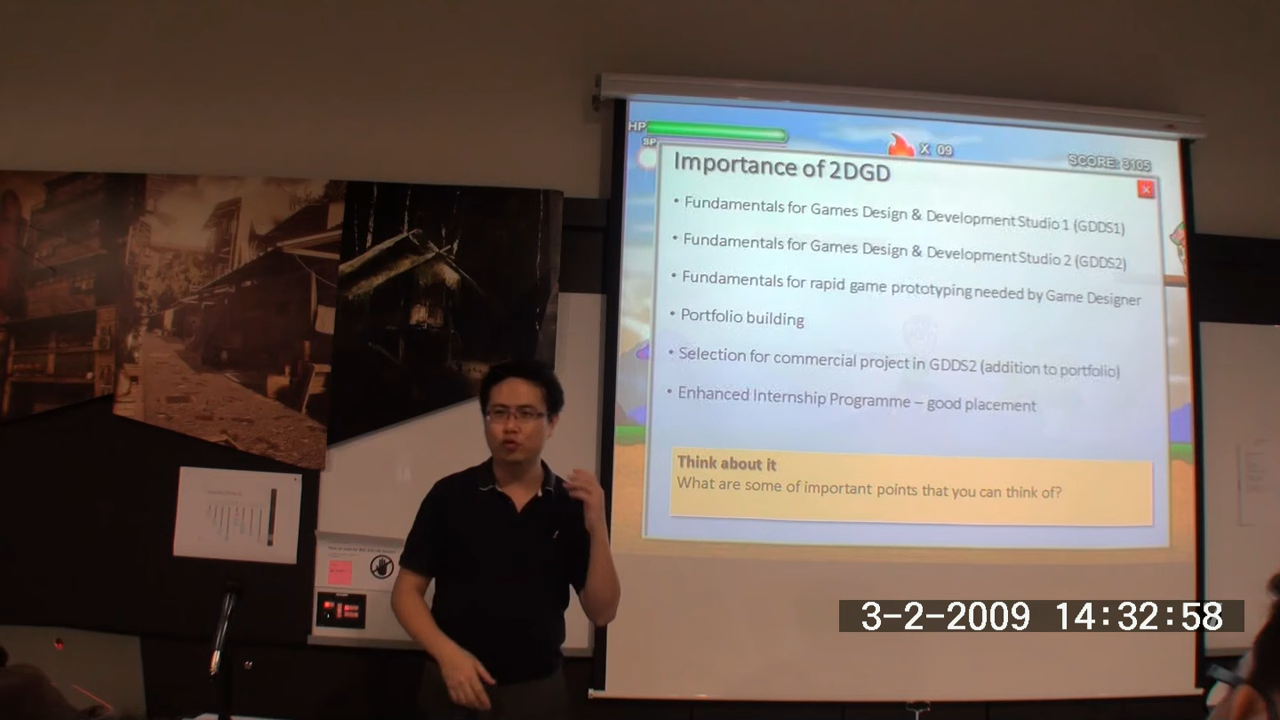 HP
SP
X 09
SCORE: 3105
Importance of 2DGD
• Fundamentals for Games Design & Development Studio 1 (GDDS1)
• Fundamentals for Games Design & Development Studio 2 (GDDS2)
• Fundamentals for rapid game prototyping needed by Game Designer
• Portfolio building
• Selection for commercial project in GDDS2 (addition to portfolio)
• Enhanced Internship Programme – good placement
Think about it
What are some of important points that you can think of?
3-2-2009 14:32:58